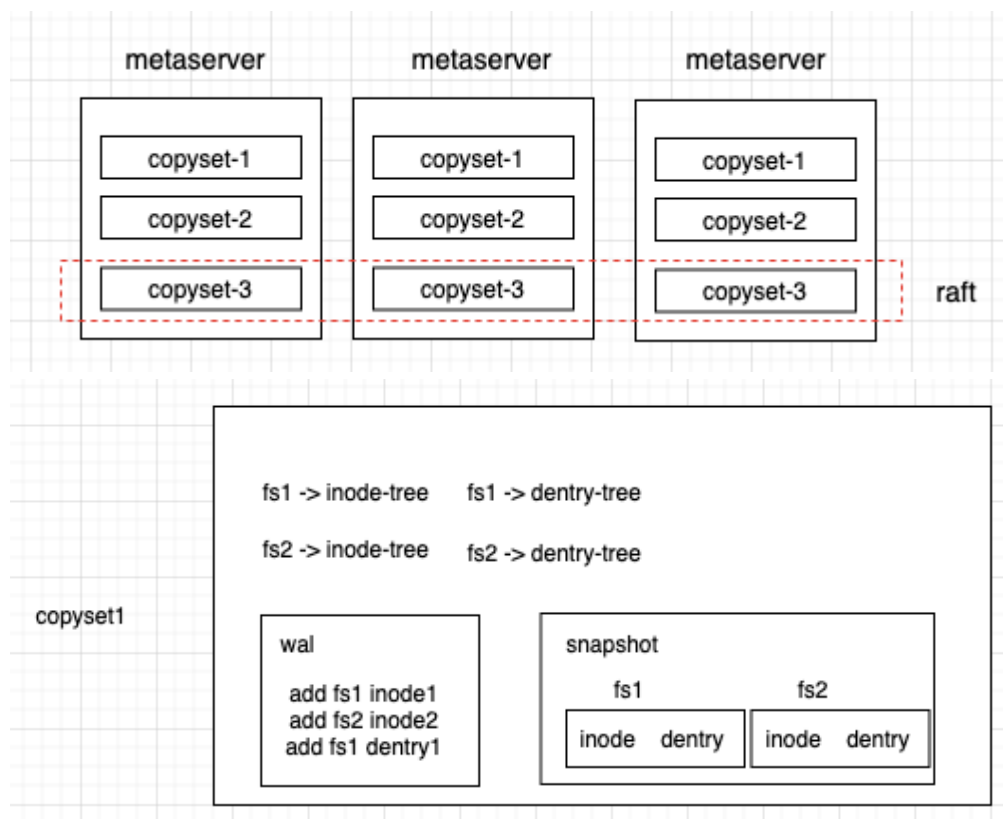 metaserver metaserver metaserver
copyset-1 copyset-1 copyset-1
copyset-2 copyset-2 copyset-2
copyset-3 copyset-3 copyset-3 raft
fs1 -> inode-tree fs1 -> dentry-tree
fs2 -> inode-tree fs2 -> dentry-tree
copyset1
wal
add fs1 inode1
add fs2 inode2
add fs1 dentry1
snapshot
fs1 fs2
inode dentry inode dentry